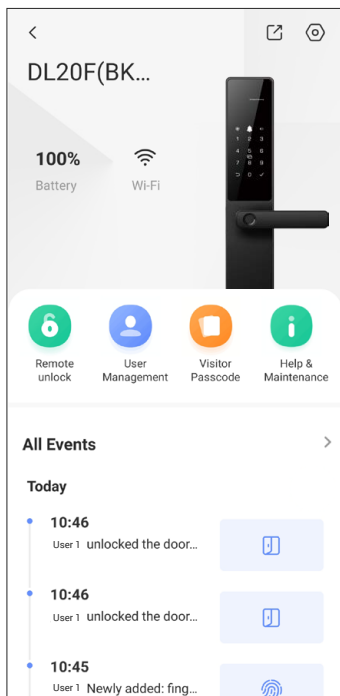 DL20F(BK...
100%
Battery
Wi-Fi
Remote
unlock
User
Management
Visitor
Passcode
Help &
Maintenance
All Events
Today
10:46
User 1 unlocked the door...
10:46
User 1 unlocked the door...
10:45
User 1 Newly added: fing...